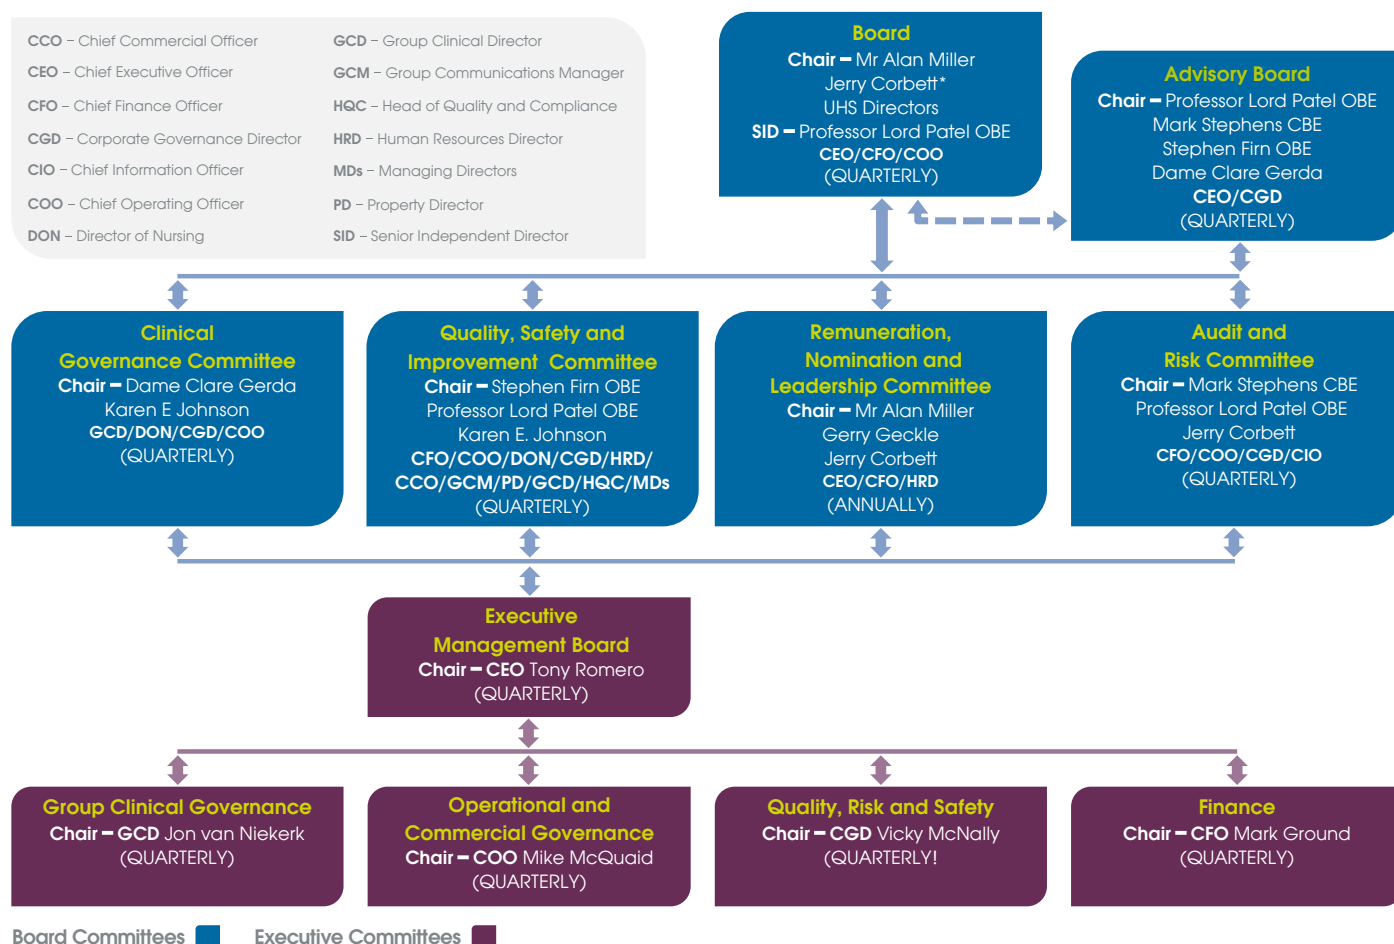 CCO – Chief Commercial Officer
CEO – Chief Executive Officer
CFO – Chief Finance Officer
CGD – Corporate Governance Director
CIO – Chief Information Officer
COO – Chief Operating Officer
DON – Director of Nursing
GCD – Group Clinical Director
GCM – Group Communications Manager
HQC – Head of Quality and Compliance
HRD – Human Resources Director
MDs – Managing Directors
PD – Property Director
SID – Senior Independent Director
Board
Chair – Mr Alan Miller
Jerry Corbett*
UHS Directors
SID – Professor Lord Patel OBE
CEO/CFO/COO
(QUARTERLY)
Advisory Board
Chair – Professor Lord Patel OBE
Mark Stephens CBE
Stephen Firn OBE
Dame Clare Gerda
CEO/CGD
(QUARTERLY)
Clinical
Governance Committee
Chair – Dame Clare Gerda
Karen E Johnson
GCD/DON/CGD/COO
(QUARTERLY)
Quality, Safety and
Improvement Committee
Chair – Stephen Firn OBE
Professor Lord Patel OBE
Karen E. Johnson
CFO/COO/DON/CGD/HRD/
CCO/GCM/PD/GCD/HQC/MDs
(QUARTERLY)
Remuneration,
Nomination and
Leadership Committee
Chair – Mr Alan Miller
Gerry Geckle
Jerry Corbett
CEO/CFO/HRD
(ANNUALLY)
Audit and
Risk Committee
Chair – Mark Stephens CBE
Professor Lord Patel OBE
Jerry Corbett
CFO/COO/CGD/CIO
(QUARTERLY)
Executive
Management Board
Chair – CEO Tony Romero
(QUARTERLY)
Group Clinical Governance
Chair – GCD Jon van Niekerk
(QUARTERLY)
Operational and
Commercial Governance
Chair – COO Mike McQuaid
(QUARTERLY)
Quality, Risk and Safety
Chair – CGD Vicky McNally
(QUARTERLY!
Finance
Chair – CFO Mark Ground
(QUARTERLY)
Board Committees
Executive Committees